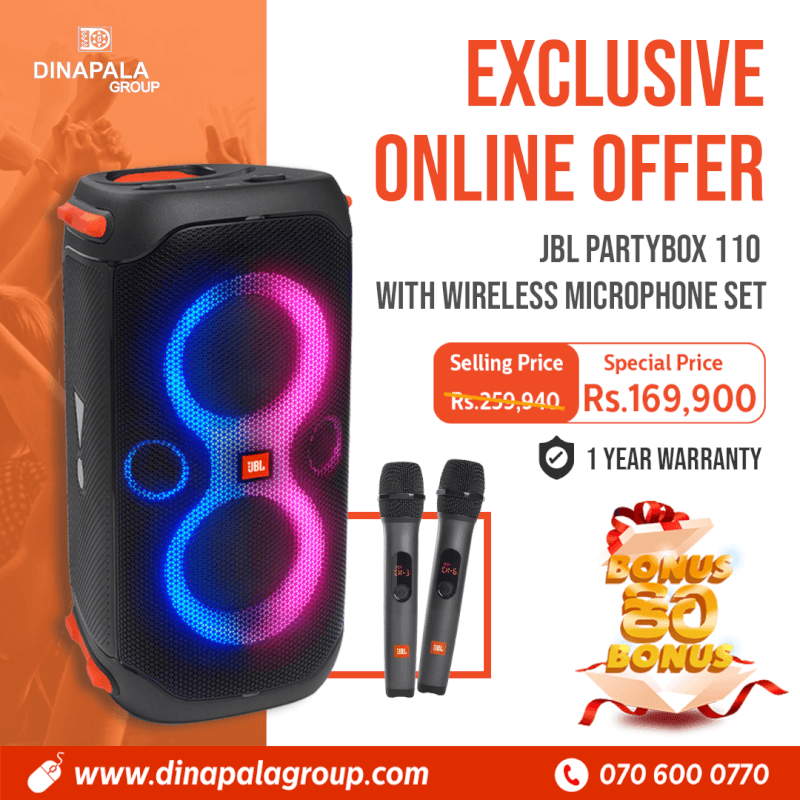 DINAPALA
GROUP
EXCLUSIVE
ONLINE OFFER
JBL PARTYBOX 110
WITH WIRELESS MICROPHONE SET
Selling Price
Rs.259,940
Special Price
Rs.169,900
1 YEAR WARRANTY
JBL
JBL
JBL
BONUS
පිට
BONUS
www.dinapalagroup.com
070 600 0770